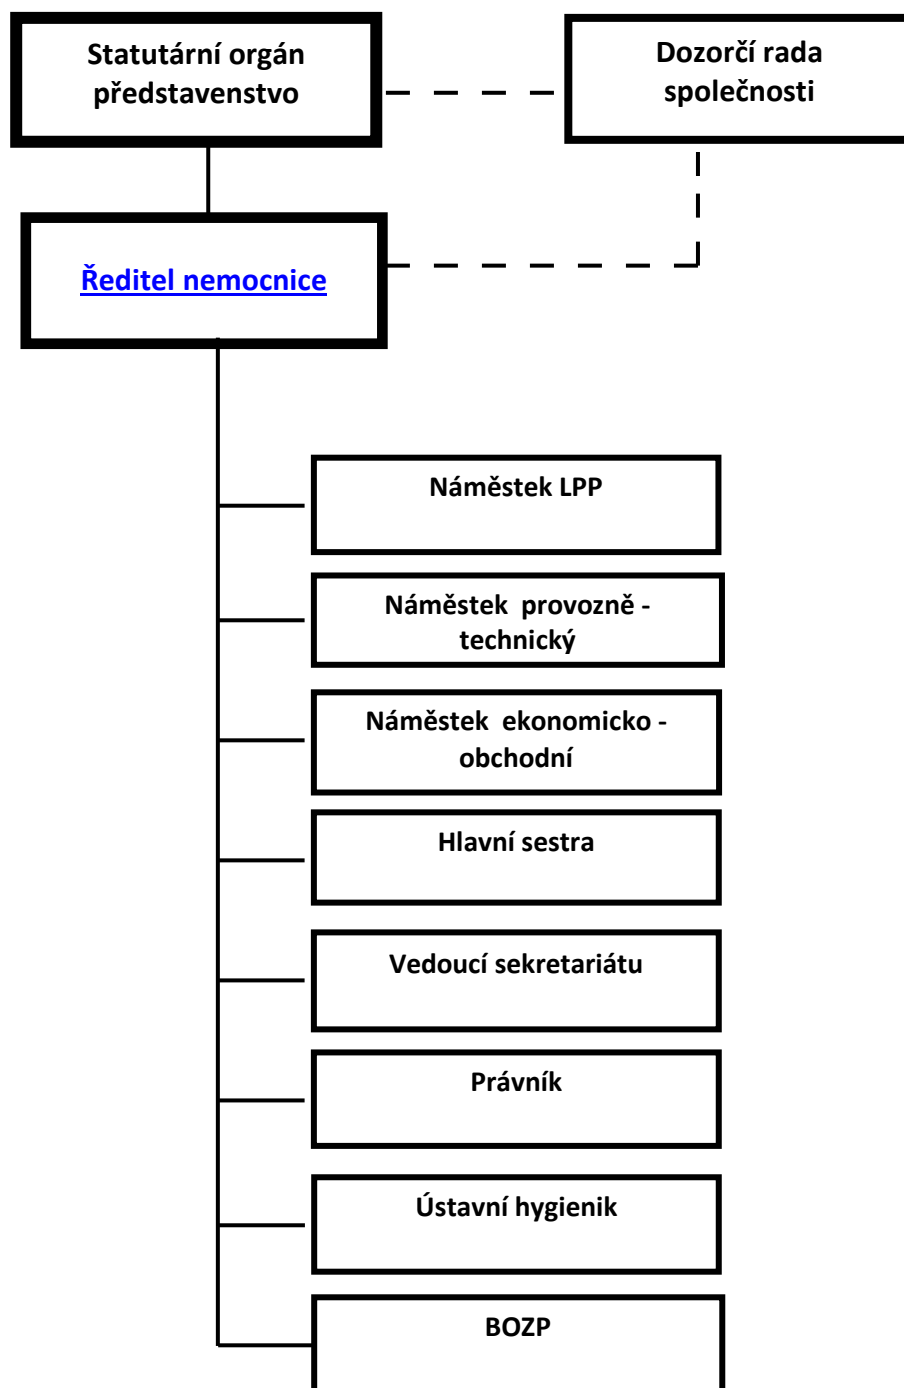 Statutární orgán
představenstvo
Dozorčí rada
společnosti
Ředitel nemocnice
Náměstek LPP
Náměstek provozně -
technický
Náměstek ekonomicko -
obchodní
Hlavní sestra
Vedoucí sekretariátu
Právník
Ústavní hygienik
BOZP